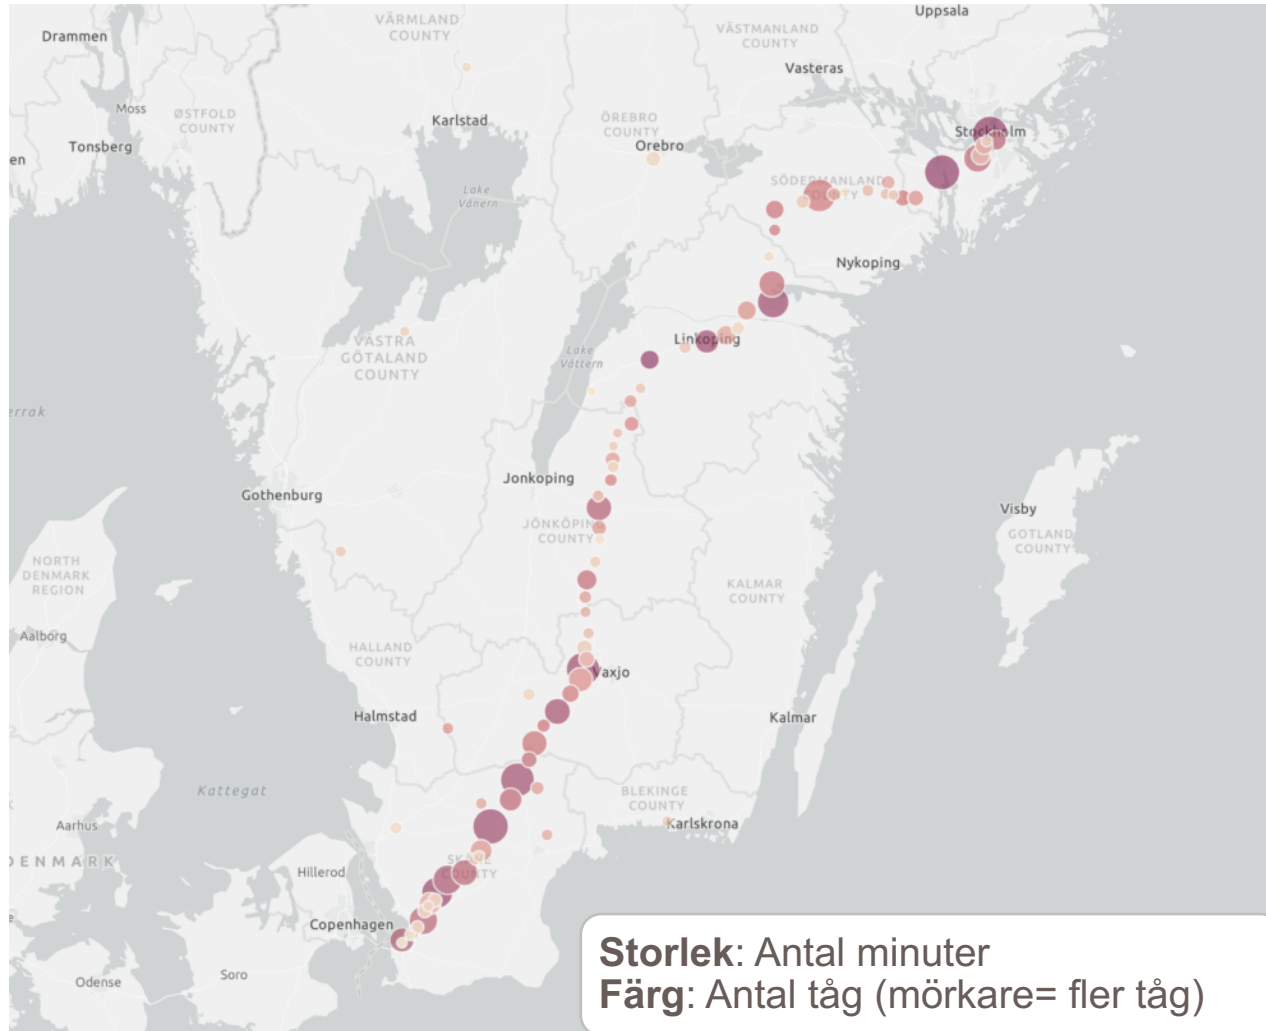 Uppsala
VÄRMLAND
COUNTY
Drammen
VÄSTMANLAND
COUNTY
Vasteras
Moss
ØSTFOLD
COUNTY
Karlstad
ÖREBRO
COUNTY
Stockholm
Tonsberg
Orebro
en
SÖDERMANLAND
COUNTY
Lake
Vänern
Nykoping
VÄSTRA
GÖTALAND
COUNTY
Linkoping
Lake
Vättern
errak
Jonkoping
Gothenburg
Visby
JÖNKÖPING
COUNTY
GOTLAND
COUNTY
NORTH
DENMARK
REGION
KALMAR
COUNTY
Aalborg
HALLAND
COUNTY
Vaxjo
Halmstad
Kalmar
Kattegat
BLEKINGE
COUNTY
Karlskrona
Aarhus
DENMARK
SKÅNE
COUNTY
Hillerod
Copenhagen
Soro
Odense
Storlek: Antal minuter
Färg: Antal tåg (mörkare= fler tåg)